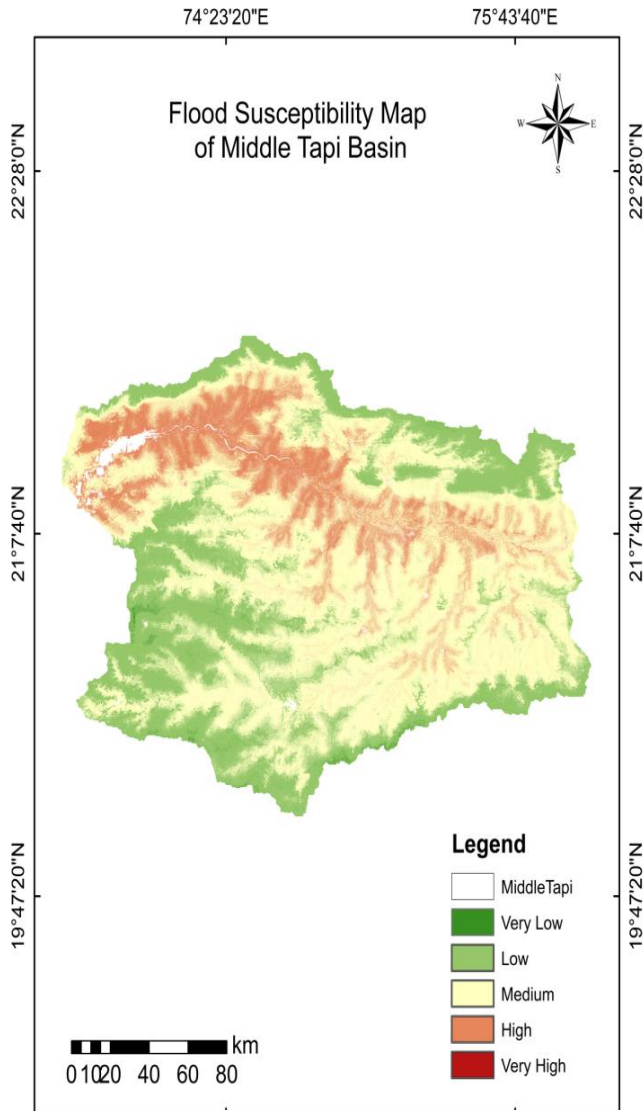 74°23'20"E 75°43'40"E
Flood Susceptibility Map
of Middle Tapi Basin
N
W E
S
22°28'0"N 22°28'0"N
21°7'40"N 21°7'40"N
19°47'20"N 19°47'20"N
Legend
MiddleTapi
Very Low
Low
Medium
High
Very High
km
0 10 20 40 60 80